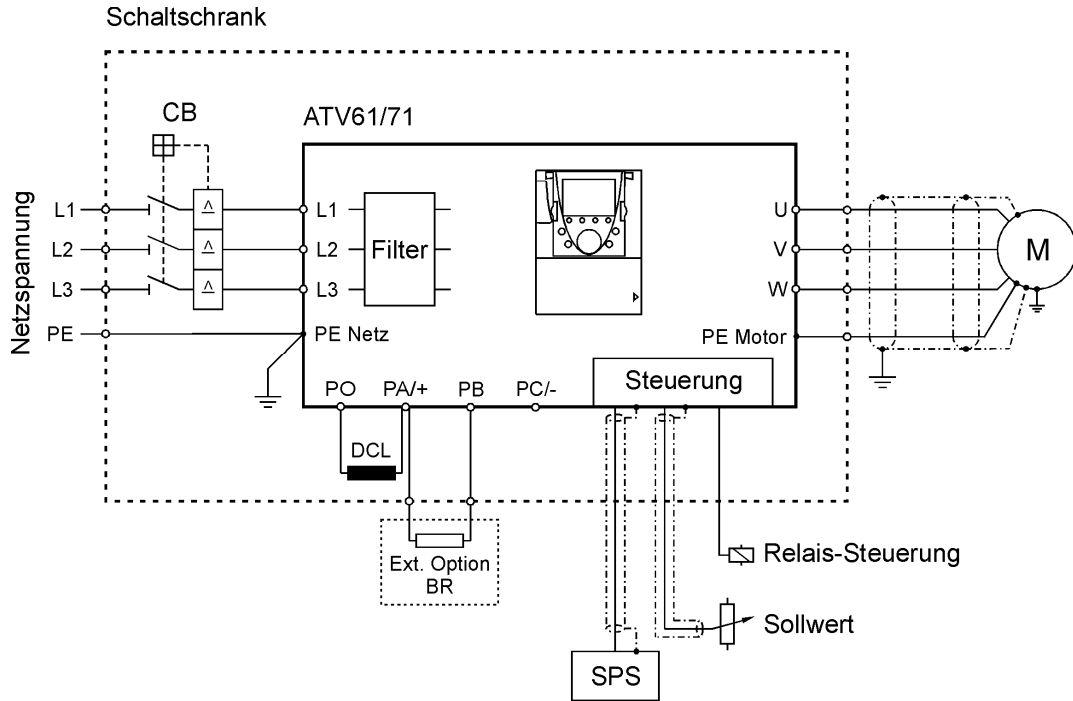 Schaltschrank
CB
ATV61/71
Netzspannung
L1
L2
L3
PE
>
>
>
L1
L2
L3
PE Netz
Filter
U
V
W
PE Motor
M
PO
PA/+
PB
PC/-
Steuerung
DCL
Ext. Option
BR
Relais-Steuerung
Sollwert
SPS